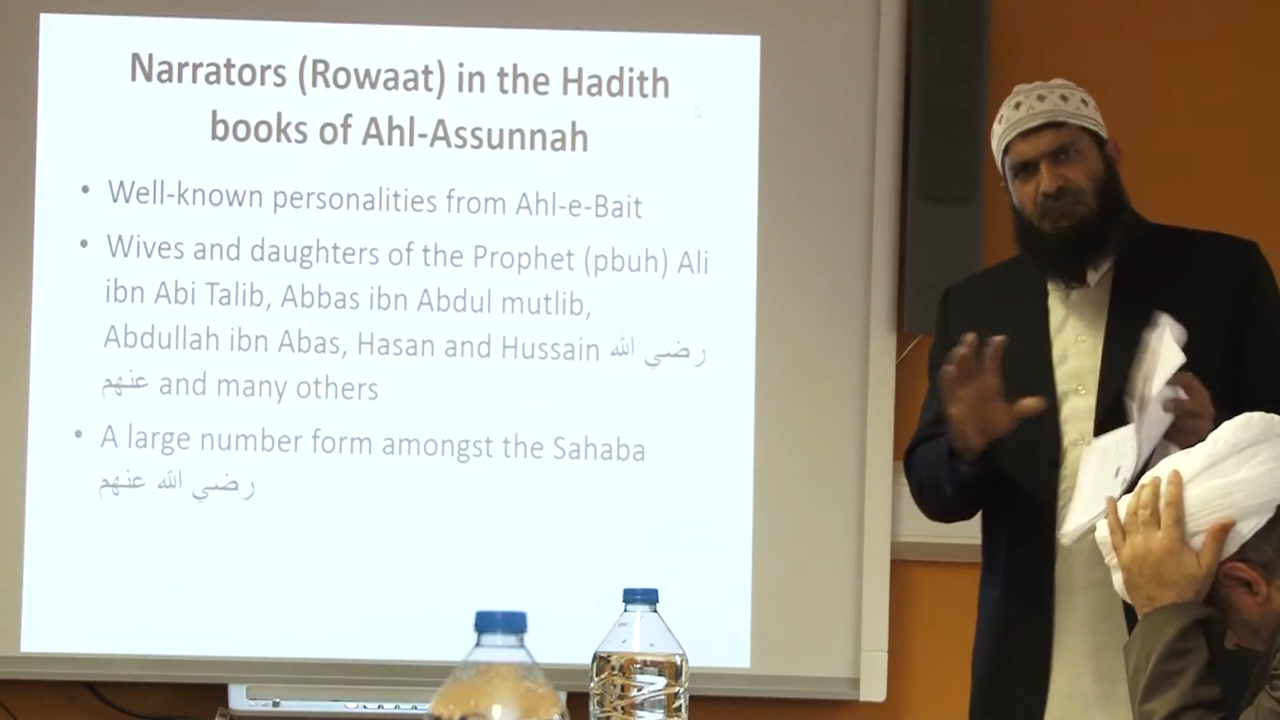 Narrators (Rowaat) in the Hadith
books of Ahl-Assunnah
• Well-known personalities from Ahl-e-Bait
• Wives and daughters of the Prophet (pbuh) Ali
ibn Abi Talib, Abbas ibn Abdul mutlib,
Abdullah ibn Abas, Hasan and Hussain رضي الله
عنهم and many others
• A large number form amongst the Sahaba
رضي الله عنهم